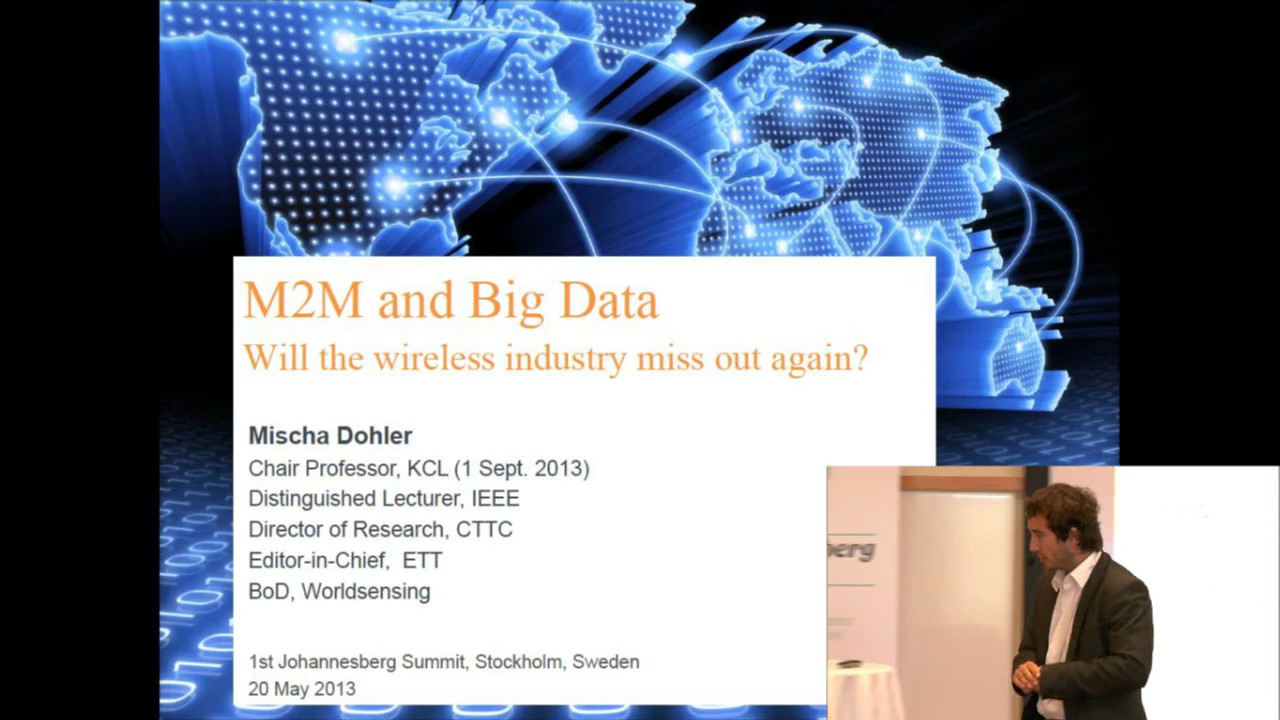 M2M and Big Data
Will the wireless industry miss out again?
Mischa Dohler
Chair Professor, KCL (1 Sept. 2013)
Distinguished Lecturer, IEEE
Director of Research, CTTC
Editor-in-Chief, ETT
BoD, Worldsensing
1st Johannesberg Summit, Stockholm, Sweden
20 May 2013
berg